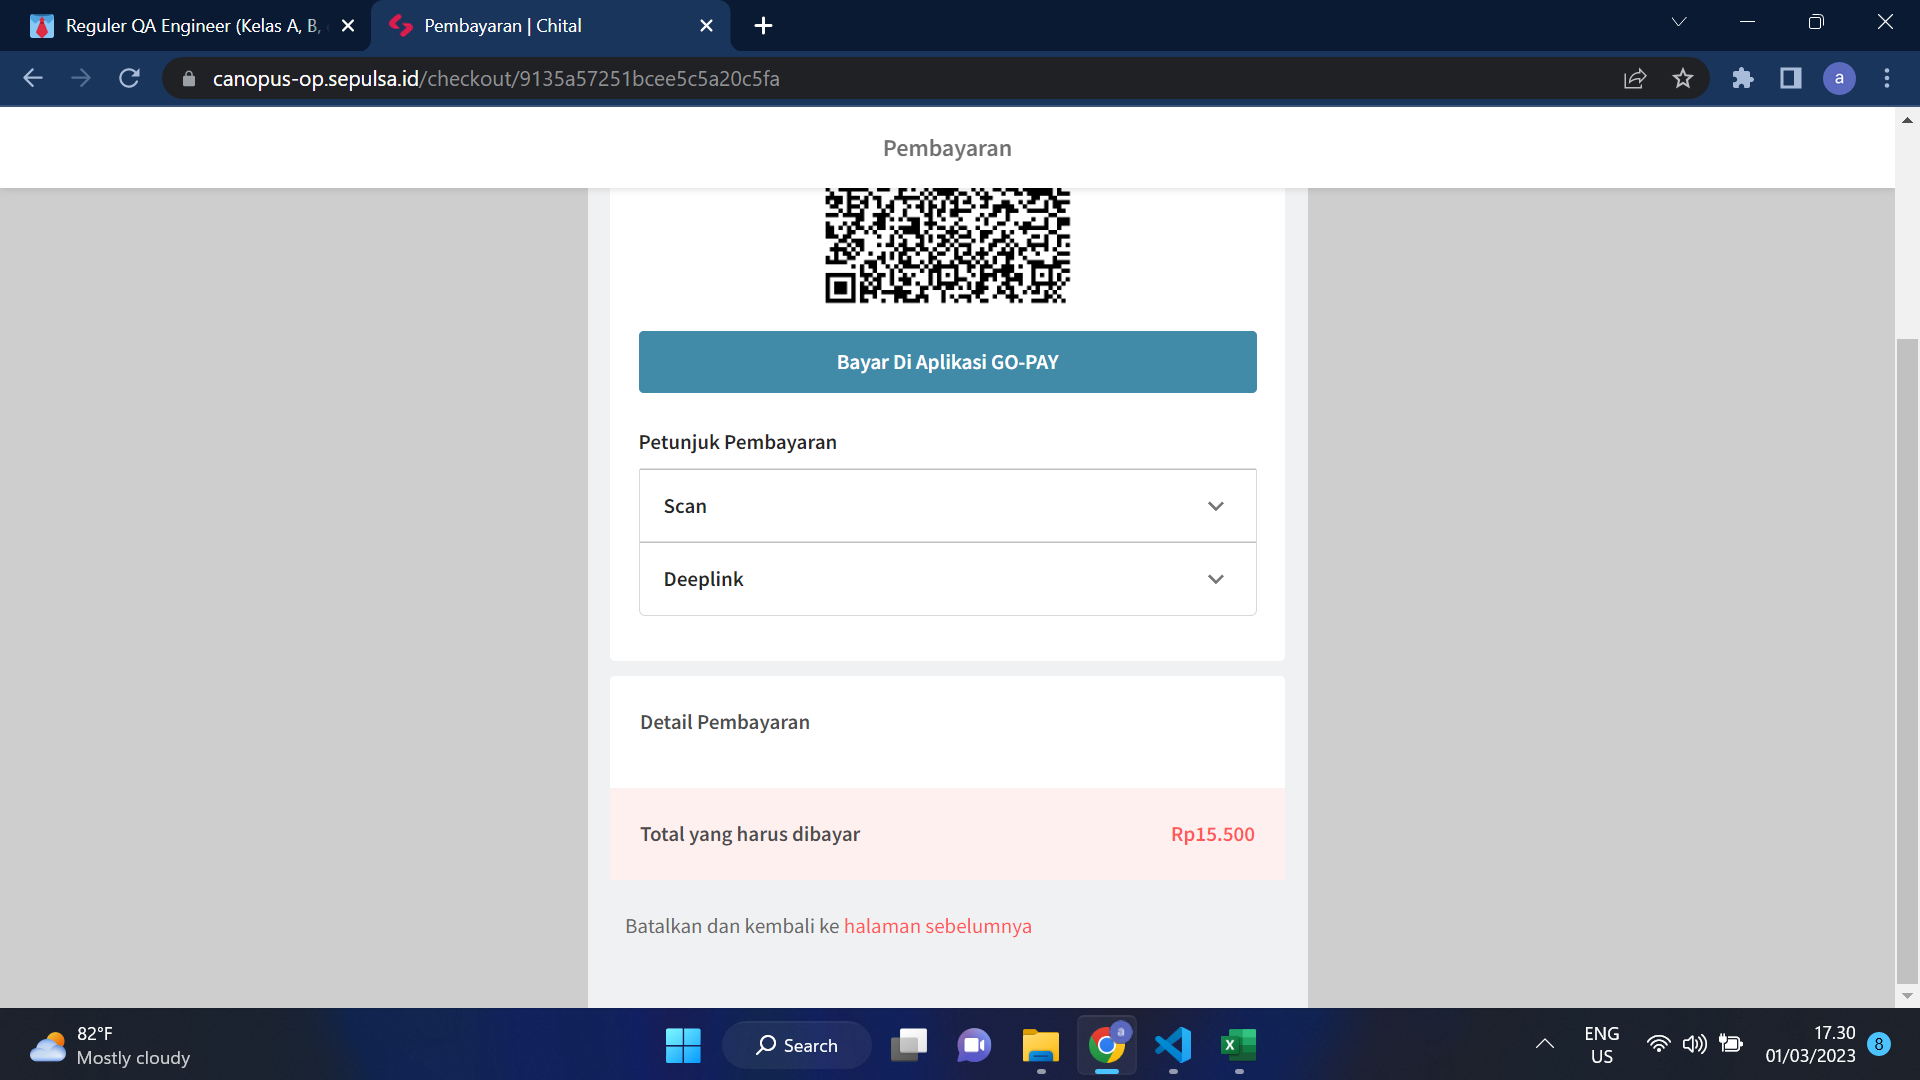 Reguler QA Engineer (Kelas A, B,
Pembayaran | Chital
canopus-op.sepulsa.id/checkout/9135a57251bcee5c5a20c5fa
a
Pembayaran
Bayar Di Aplikasi GO-PAY
Petunjuk Pembayaran
Scan
Deeplink
Detail Pembayaran
Total yang harus dibayar Rp15.500
Batalkan dan kembali ke halaman sebelumnya
82°F
Mostly cloudy
Search
a
X
ENG
US
17.30
01/03/2023
8